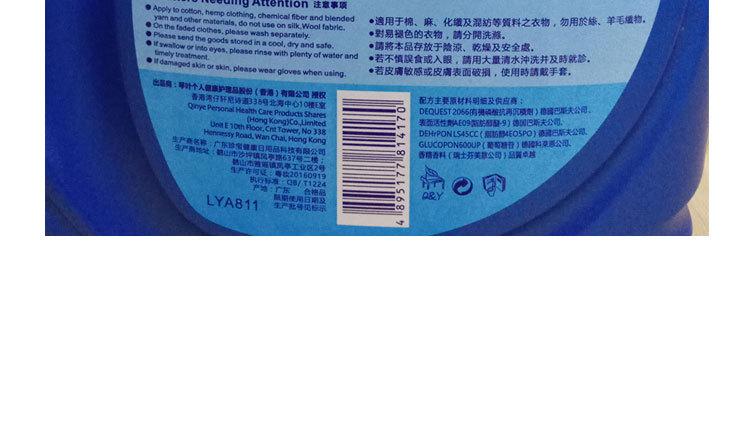 Matters Needing Attention 注意事項
Apply to cotton, hemp clothing, chemical fiber and blended
yarn and other materials, do not use on silk, Wool fabric.
On the faded clothes, please wash separately.
Please send the goods stored in a cool, dry and safe.
If swallow or into eyes, please rinse with plenty of water and
timely treatment.
If damaged skin or skin, please wear gloves when using.
適用于棉、麻、化纖及混紡等質料之衣物，勿用於絲、羊毛織物。
對易褪色的衣物，請分開洗滌。
請將本品存放于陰涼、乾燥及安全處。
若不慎誤食或入眼，請用大量清水沖洗并及時就診。
若皮膚敏感或皮膚表面破損，使用時請戴手套。
出品商：琴叶个人健康护理品股份（香港）有限公司 授权
香港湾仔轩尼诗道338号北海中心10楼E室
Qinye Personal Health Care Products Shares
(Hong Kong)Co.,Limited
Unit E 10th Floor, Cnt Tower, No 338
Hennessy Road, Wan Chai, Hong Kong
生产商名称：广东珍俪健康日用品科技有限公司
生产商地址：鹤山市沙坪镇凤亭路637号二楼；
鹤山市雅瑶镇凤亭工业区
生产许可证：粤妆20160919
执行标准：QB/T1224
产地：广东 合格品
限期使用日期及
生产批号见标示
LYA811
4 895177 814170
配方主要原材料明细及供應商：
DEQUEST2066(有機磷酸抗再沉積劑）德國巴斯夫公司、
表面活性劑AE09(脂肪醇醚-9）德国巴斯夫公司、
DEHYPON LS45CC（脂肪醇4EO5PO）德國巴斯夫公司、
GLUCOPON600UP（葡萄糖苷）德國科萊恩公司、
香精香料（瑞士芬美意公司）品質卓越
Q&Y